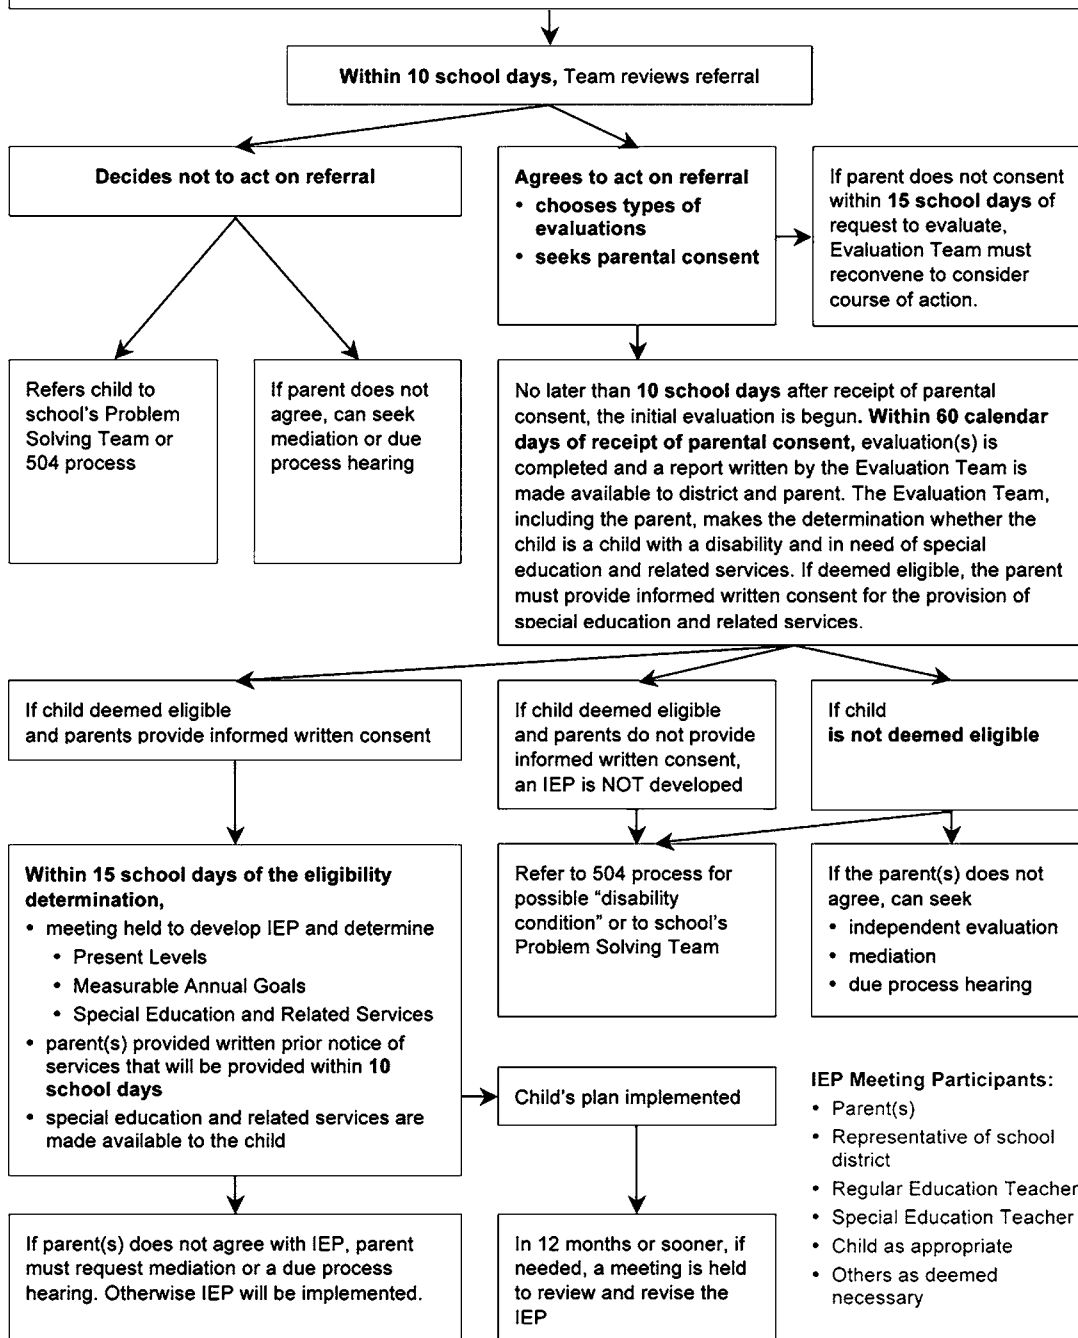 Within 10 school days, Team reviews referral
Decides not to act on referral
Agrees to act on referral
• chooses types of
evaluations
• seeks parental consent
If parent does not consent
within 15 school days of
request to evaluate,
Evaluation Team must
reconvene to consider
course of action.
Refers child to
school's Problem
Solving Team or
504 process
If parent does not
agree, can seek
mediation or due
process hearing
No later than 10 school days after receipt of parental
consent, the initial evaluation is begun. Within 60 calendar
days of receipt of parental consent, evaluation(s) is
completed and a report written by the Evaluation Team is
made available to district and parent. The Evaluation Team,
including the parent, makes the determination whether the
child is a child with a disability and in need of special
education and related services. If deemed eligible, the parent
must provide informed written consent for the provision of
special education and related services.
If child deemed eligible
and parents provide informed written consent
If child deemed eligible
and parents do not provide
informed written consent,
an IEP is NOT developed
If child
is not deemed eligible
Within 15 school days of the eligibility
determination,
• meeting held to develop IEP and determine
• Present Levels
• Measurable Annual Goals
• Special Education and Related Services
• parent(s) provided written prior notice of
services that will be provided within 10
school days
• special education and related services are
made available to the child
Refer to 504 process for
possible “disability
condition” or to school's
Problem Solving Team
If the parent(s) does not
agree, can seek
• independent evaluation
• mediation
• due process hearing
Child's plan implemented
IEP Meeting Participants:
• Parent(s)
• Representative of school
district
• Regular Education Teacher
• Special Education Teacher
• Child as appropriate
• Others as deemed
necessary
If parent(s) does not agree with IEP, parent
must request mediation or a due process
hearing. Otherwise IEP will be implemented.
In 12 months or sooner, if
needed, a meeting is held
to review and revise the
IEP